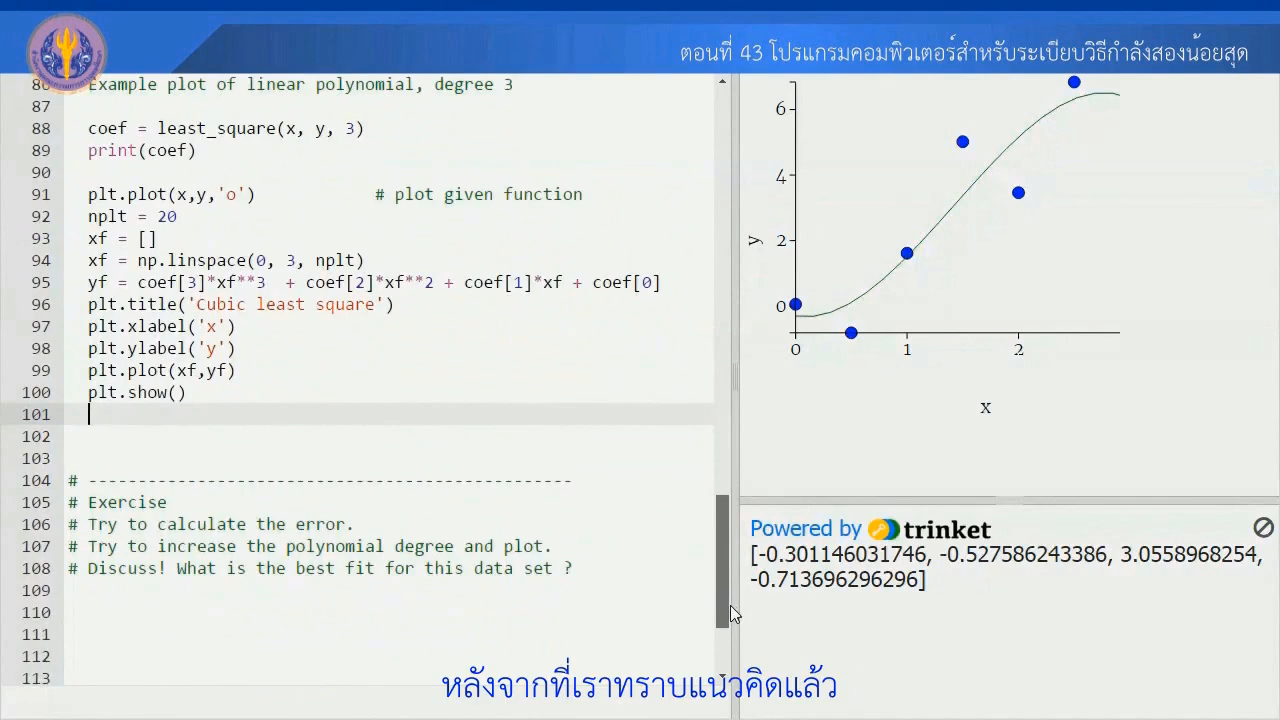 ตอนที่ 43 โปรแกรมคอมพิวเตอร์สำหรับระเบียบวิธีกำลังสองน้อยสุด
86 Example plot of linear polynomial, degree 3
87
88 coef = least_square(x, y, 3)
89 print(coef)
90
91 plt.plot(x,y,'o') # plot given function
92 nplt = 20
93 xf = []
94 xf = np.linspace(0, 3, nplt)
95 yf = coef[3]*xf**3 + coef[2]*xf**2 + coef[1]*xf + coef[0]
96 plt.title('Cubic least square')
97 plt.xlabel('x')
98 plt.ylabel('y')
99 plt.plot(xf,yf)
100 plt.show()
101
102
103
104 # -------------------------------------------------
105 # Exercise
106 # Try to calculate the error.
107 # Try to increase the polynomial degree and plot.
108 # Discuss! What is the best fit for this data set ?
109
110
111
112
113
6
4
2
0
y
0 1 2
x
Powered by trinket
[-0.301146031746, -0.527586243386, 3.0558968254,
-0.713696296296]
หลังจากที่เราทราบแนวคิดแล้ว